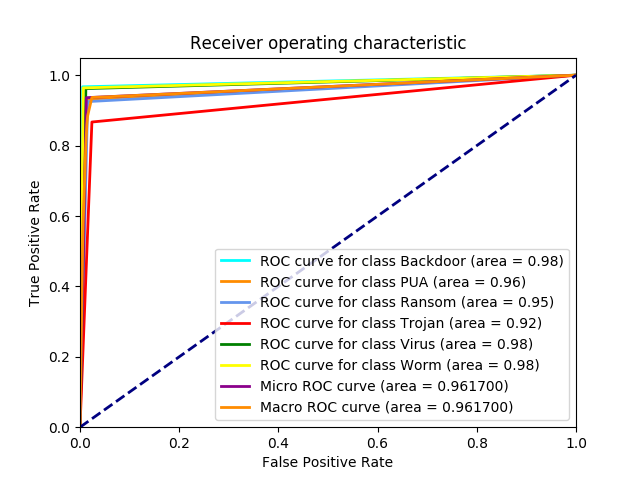 Receiver operating characteristic
True Positive Rate
1.0
0.8
0.6
0.4
0.2
0.0
ROC curve for class Backdoor (area = 0.98)
ROC curve for class PUA (area = 0.96)
ROC curve for class Ransom (area = 0.95)
ROC curve for class Trojan (area = 0.92)
ROC curve for class Virus (area = 0.98)
ROC curve for class Worm (area = 0.98)
Micro ROC curve (area = 0.961700)
Macro ROC curve (area = 0.961700)
0.0 0.2 0.4 0.6 0.8 1.0
False Positive Rate